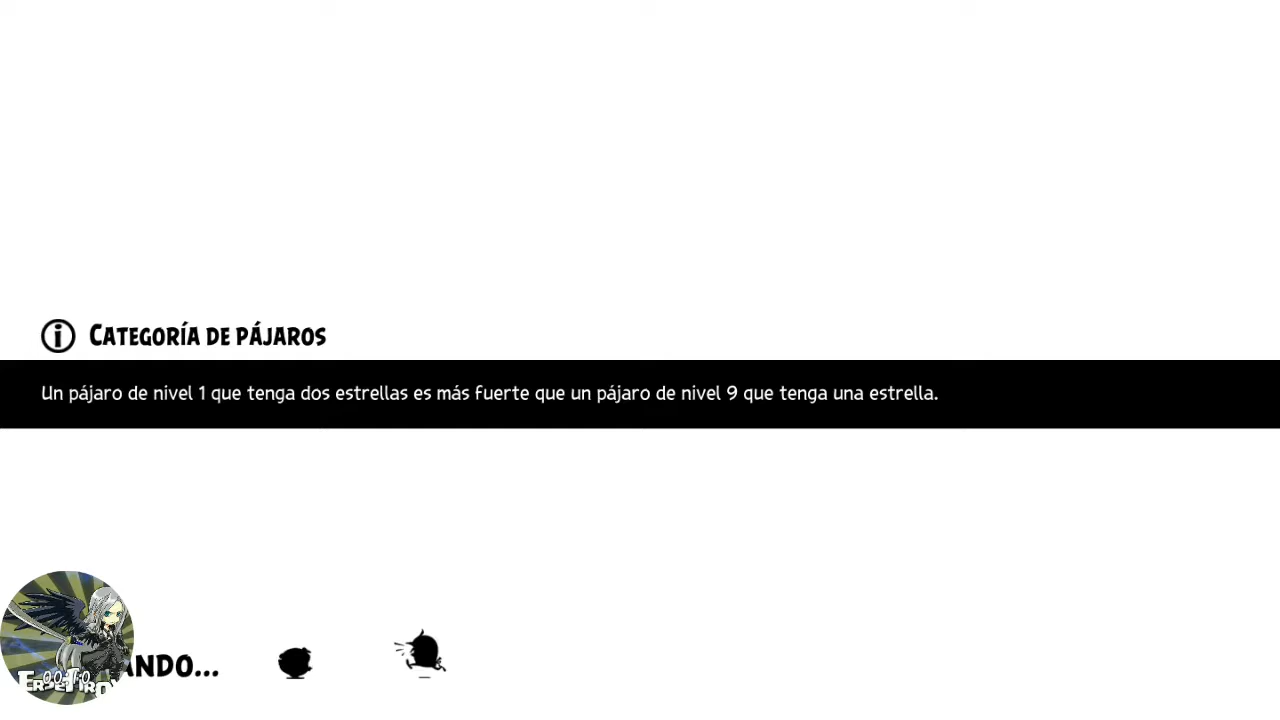 i CATEGORÍA DE PÁJAROS
Un pájaro de nivel 1 que tenga dos estrellas es más fuerte que un pájaro de nivel 9 que tenga una estrella.
ANDO...